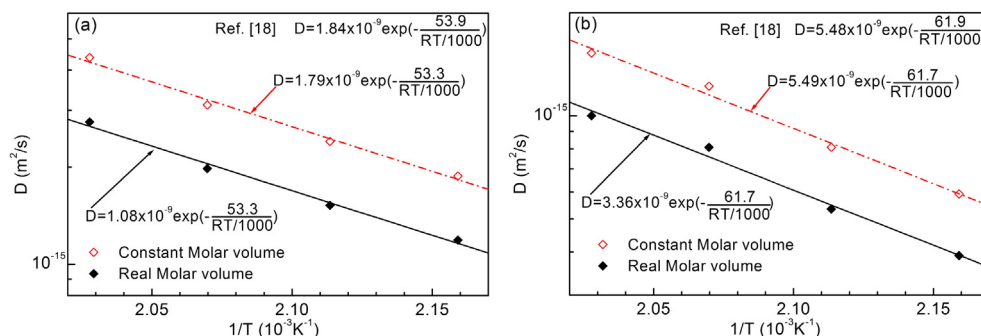 (a)
Ref. [18] D=1.84x10⁻⁹exp(-53.9/RT/1000)
D=1.79x10⁻⁹exp(-53.3/RT/1000)
D=1.08x10⁻⁹exp(-53.3/RT/1000)
Constant Molar volume
Real Molar volume
D (m²/s)
10⁻¹⁵
2.05 2.10 2.15
1/T (10⁻³K⁻¹)
(b)
Ref. [18] D=5.48x10⁻⁹exp(-61.9/RT/1000)
D=5.49x10⁻⁹exp(-61.7/RT/1000)
D=3.36x10⁻⁹exp(-61.7/RT/1000)
Constant Molar volume
Real Molar volume
D (m²/s)
10⁻¹⁵
2.05 2.10 2.15
1/T (10⁻³K⁻¹)